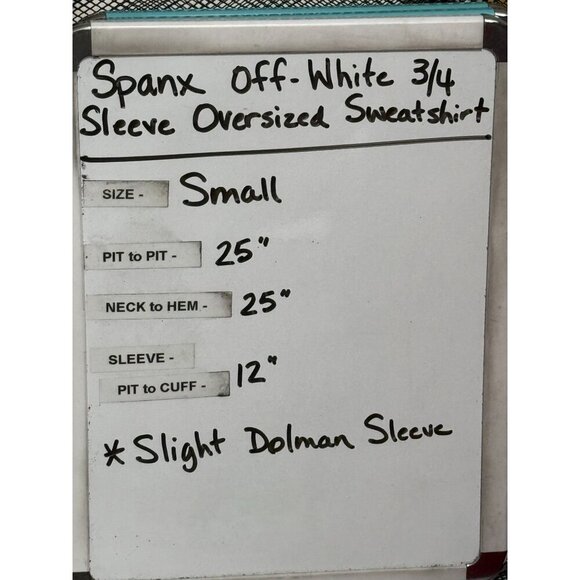 Spanx Off-White 3/4
Sleeve Oversized Sweatshirt
SIZE - Small
PIT to PIT - 25"
NECK to HEM - 25"
SLEEVE -
PIT to CUFF - 12"
*Slight Dolman Sleeve